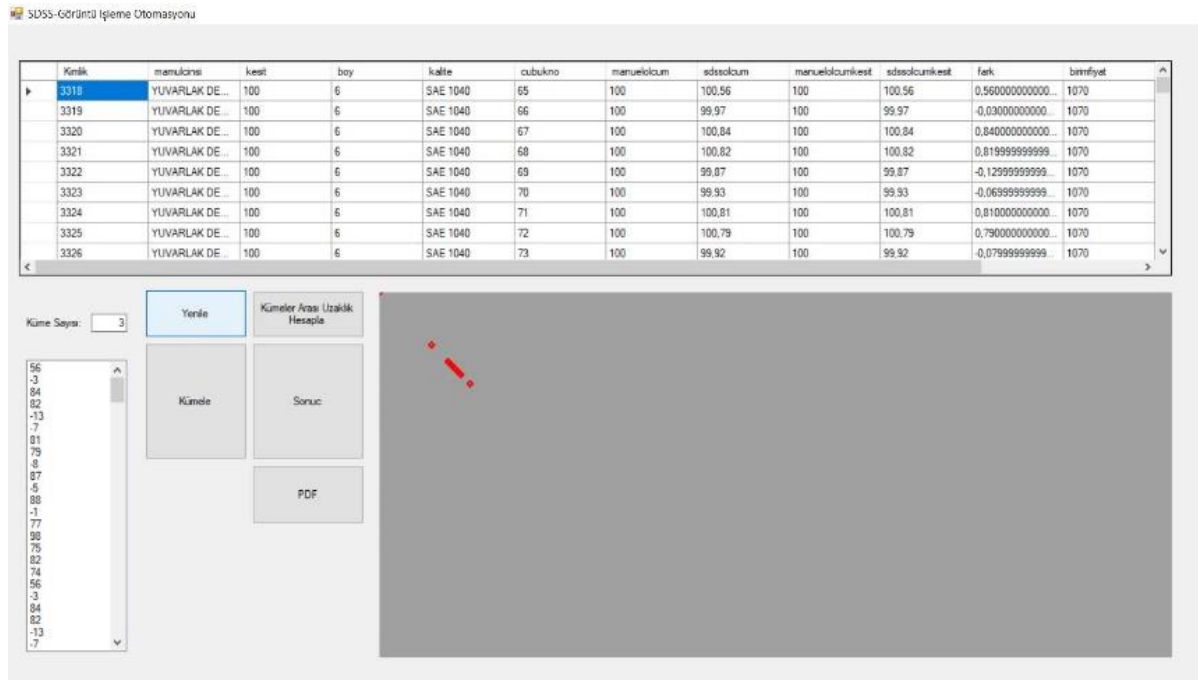 SDSS-Görüntü İşleme Otomasyonu
Kimlik mamulcinsi kesit boy kalite cubukno manuelolcum sdssolcum manuelolcumkesit sdssolcumkesit fark birimfiyat
3318 YUVARLAK DE... 100 6 SAE 1040 65 100 100,56 100 100,56 0,560000000000... 1070
3319 YUVARLAK DE... 100 6 SAE 1040 66 100 99,97 100 99,97 -0,03000000000... 1070
3320 YUVARLAK DE... 100 6 SAE 1040 67 100 100,84 100 100,84 0,840000000000... 1070
3321 YUVARLAK DE... 100 6 SAE 1040 68 100 100,82 100 100,82 0,819999999999... 1070
3322 YUVARLAK DE... 100 6 SAE 1040 69 100 99,87 100 99,87 -0,12999999999... 1070
3323 YUVARLAK DE... 100 6 SAE 1040 70 100 99,93 100 99,93 -0,06999999999... 1070
3324 YUVARLAK DE... 100 6 SAE 1040 71 100 100,81 100 100,81 0,810000000000... 1070
3325 YUVARLAK DE... 100 6 SAE 1040 72 100 100,79 100 100,79 0,790000000000... 1070
3326 YUVARLAK DE... 100 6 SAE 1040 73 100 99,92 100 99,92 -0,07999999999... 1070
Küme Sayısı: 3
Yenile
Kümeler Arası Uzaklık
Hesapla
Kümele
Sonuc
PDF
56
-3
84
82
-13
-7
81
79
-8
87
-5
88
-1
77
98
75
82
74
56
-3
84
82
-13
-7